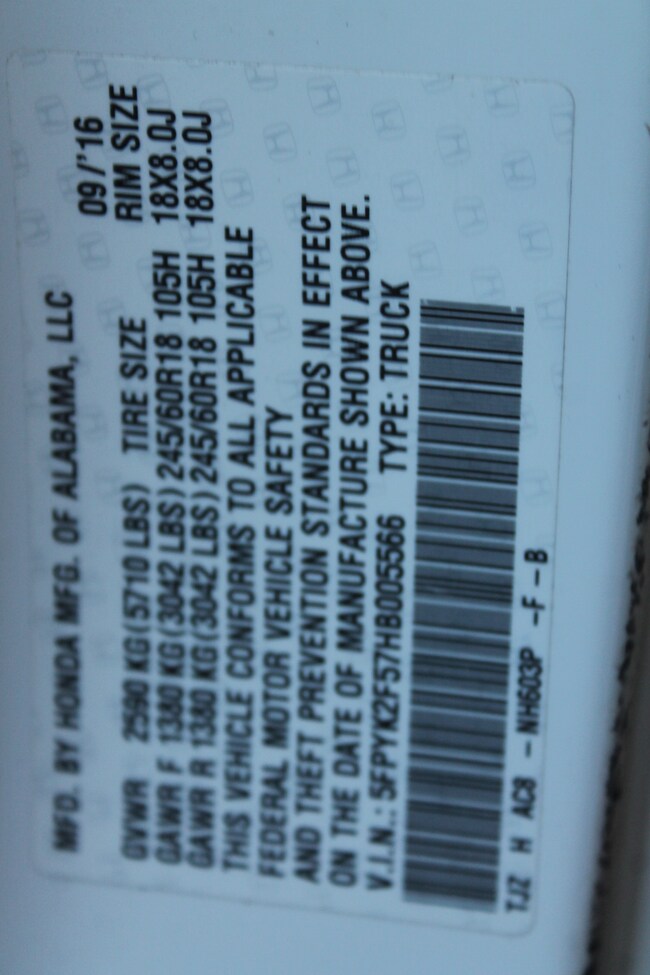 MFD. BY HONDA MFG. OF ALABAMA, LLC 09/'16
GVWR 2590 KG(5710 LBS) TIRE SIZE RIM SIZE
GAWR F 1380 KG(3042 LBS) 245/60R18 105H 18X8.0J
GAWR R 1380 KG(3042 LBS) 245/60R18 105H 18X8.0J
THIS VEHICLE CONFORMS TO ALL APPLICABLE
FEDERAL MOTOR VEHICLE SAFETY
AND THEFT PREVENTION STANDARDS IN EFFECT
ON THE DATE OF MANUFACTURE SHOWN ABOVE.
V.I.N.: 5FPYK2F57HB005566 TYPE: TRUCK
TJZ H AC8 - NH603P -F-B